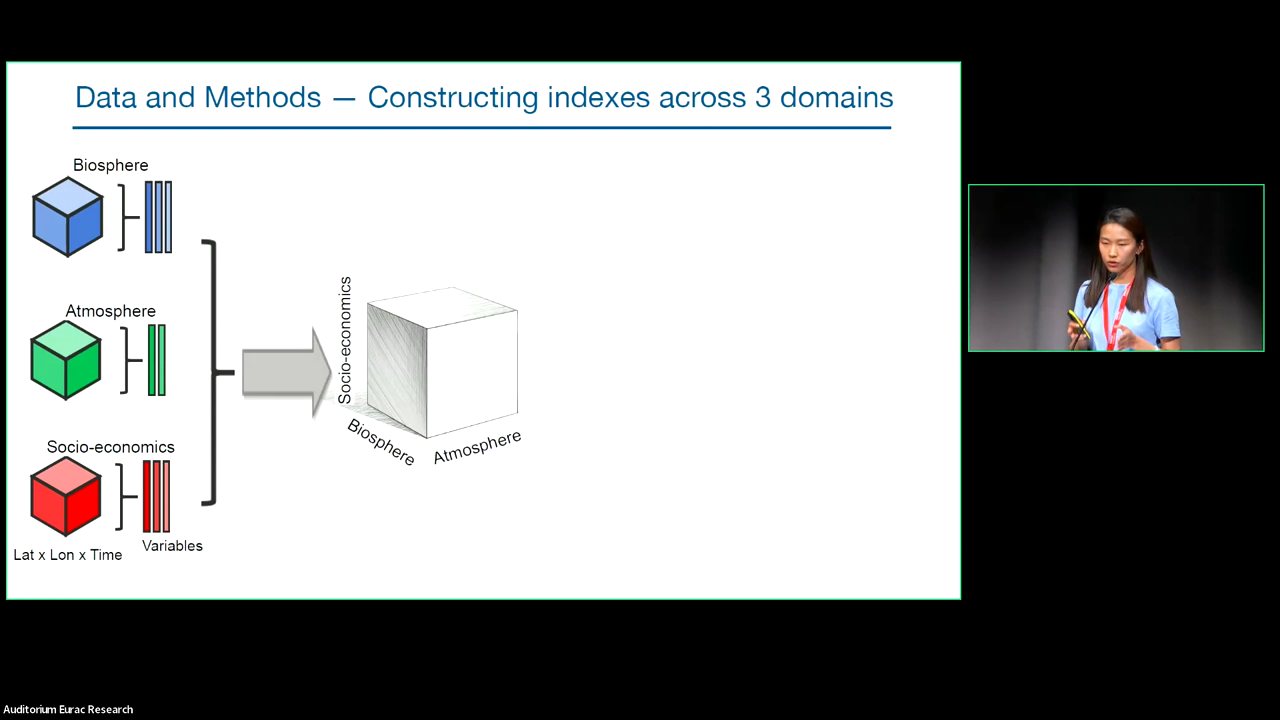 Data and Methods — Constructing indexes across 3 domains
Biosphere
Atmosphere
Socio-economics
Lat x Lon x Time
Variables
Socio-economics
Biosphere
Atmosphere
Auditorium Eurac Research